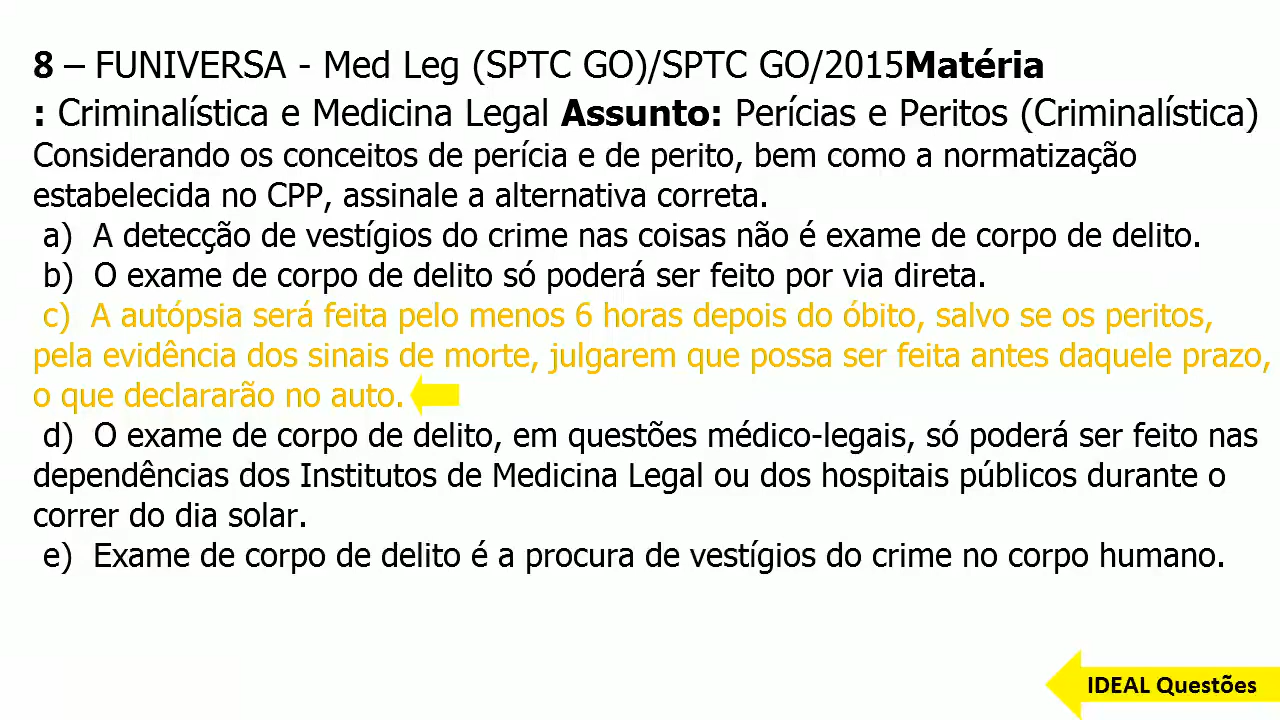 8 – FUNIVERSA - Med Leg (SPTC GO)/SPTC GO/2015Matéria
: Criminalística e Medicina Legal Assunto: Perícias e Peritos (Criminalística)
Considerando os conceitos de perícia e de perito, bem como a normatização
estabelecida no CPP, assinale a alternativa correta.
a) A detecção de vestígios do crime nas coisas não é exame de corpo de delito.
b) O exame de corpo de delito só poderá ser feito por via direta.
c) A autópsia será feita pelo menos 6 horas depois do óbito, salvo se os peritos,
pela evidência dos sinais de morte, julgarem que possa ser feita antes daquele prazo,
o que declararão no auto.
d) O exame de corpo de delito, em questões médico-legais, só poderá ser feito nas
dependências dos Institutos de Medicina Legal ou dos hospitais públicos durante o
correr do dia solar.
e) Exame de corpo de delito é a procura de vestígios do crime no corpo humano.
IDEAL Questões